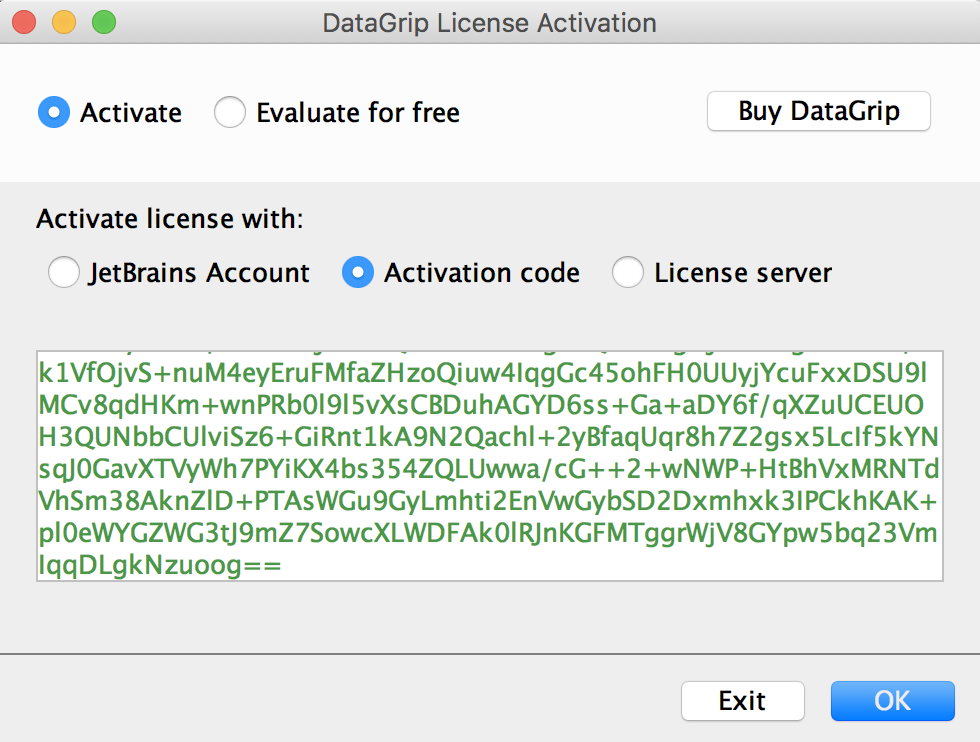 DataGrip License Activation
Activate
Evaluate for free
Buy DataGrip
Activate license with:
JetBrains Account
Activation code
License server
k1VfOjvS+nuM4eyEruFMfaZHzoQiuw4IqgGc45ohFH0UUyjYcuFxxDSU9l
MCv8qdHKm+wnPRb0l9l5vXsCBDuhAGYD6ss+Ga+aDY6f/qXZuUCEUO
H3QUNbbCUlviSz6+GiRnt1kA9N2Qachl+2yBfaqUqr8h7Z2gsx5LcIf5kYN
sqJ0GavXTVyWh7PYiKX4bs354ZQLUwwa/cG++2+wNWP+HtBhVxMRNTd
VhSm38AknZlD+PTAsWGu9GyLmhti2EnVwGybSD2Dxmhxk3IPCkhKAK+
pl0eWYGZWG3tJ9mZ7SowcXLWDFAk0lRJnKGFMTggrWjV8GYpw5bq23Vm
IqqDLgkNzuoog==
Exit
OK